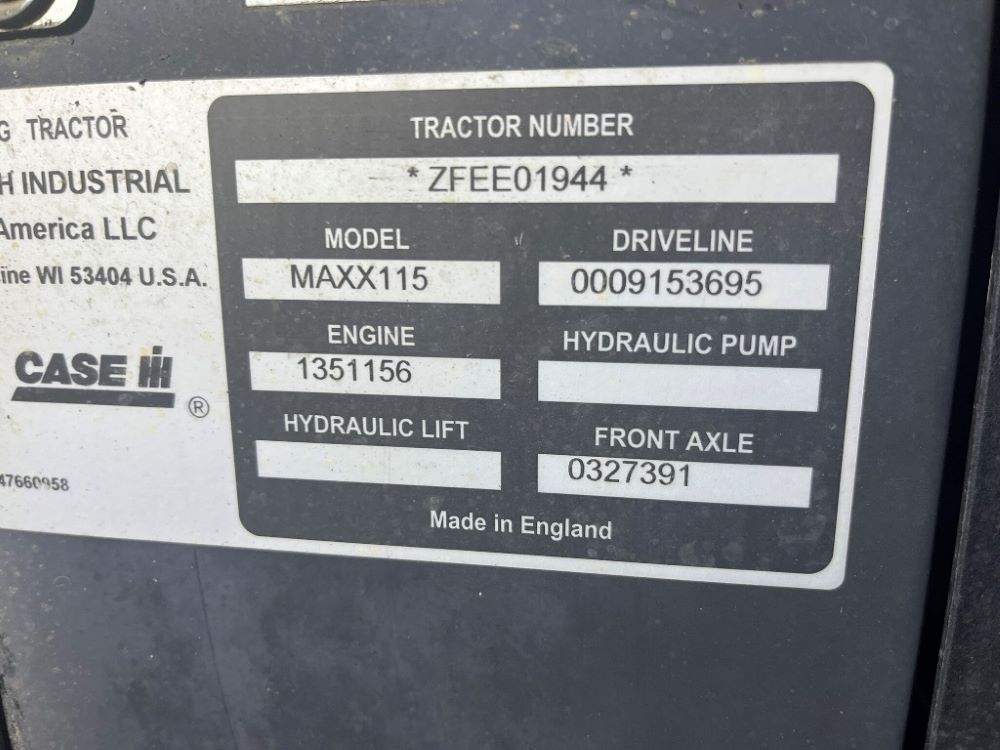 G TRACTOR
H INDUSTRIAL
America LLC
ine WI 53404 U.S.A.
CASE IH
®
47660958
TRACTOR NUMBER
* ZFEE01944 *
MODEL
MAXX115
DRIVELINE
0009153695
ENGINE
1351156
HYDRAULIC PUMP
HYDRAULIC LIFT
FRONT AXLE
0327391
Made in England